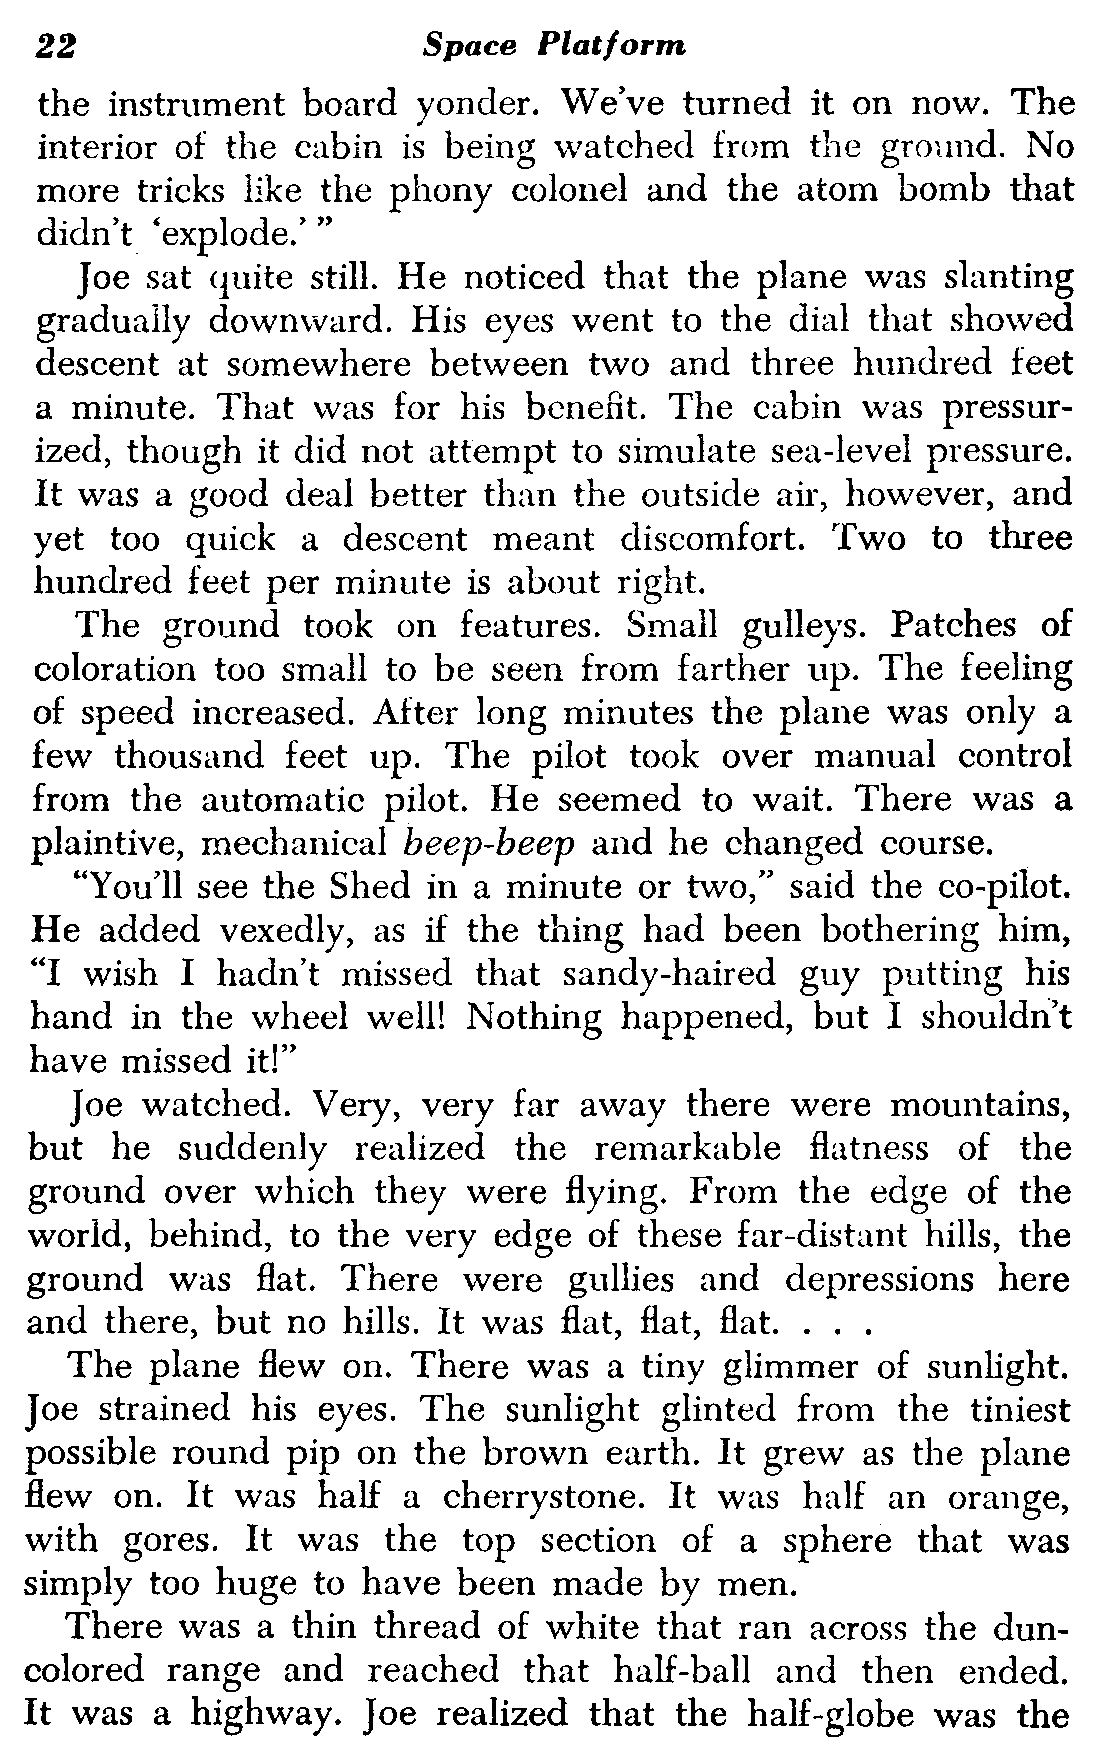 22 Space Platform
the instrument board yonder. We've turned it on now. The
interior of the cabin is being watched from the ground. No
more tricks like the phony colonel and the atom bomb that
didn't 'explode.' ”
Joe sat quite still. He noticed that the plane was slanting
gradually downward. His eyes went to the dial that showed
descent at somewhere between two and three hundred feet
a minute. That was for his benefit. The cabin was pressur-
ized, though it did not attempt to simulate sea-level pressure.
It was a good deal better than the outside air, however, and
yet too quick a descent meant discomfort. Two to three
hundred feet per minute is about right.
The ground took on features. Small gulleys. Patches of
coloration too small to be seen from farther up. The feeling
of speed increased. After long minutes the plane was only a
few thousand feet up. The pilot took over manual control
from the automatic pilot. He seemed to wait. There was a
plaintive, mechanical beep-beep and he changed course.
“You'll see the Shed in a minute or two,” said the co-pilot.
He added vexedly, as if the thing had been bothering him,
“I wish I hadn't missed that sandy-haired guy putting his
hand in the wheel well! Nothing happened, but I shouldn't
have missed it!”
Joe watched. Very, very far away there were mountains,
but he suddenly realized the remarkable flatness of the
ground over which they were flying. From the edge of the
world, behind, to the very edge of these far-distant hills, the
ground was flat. There were gullies and depressions here
and there, but no hills. It was flat, flat, flat. . . .
The plane flew on. There was a tiny glimmer of sunlight.
Joe strained his eyes. The sunlight glinted from the tiniest
possible round pip on the brown earth. It grew as the plane
flew on. It was half a cherrystone. It was half an orange,
with gores. It was the top section of a sphere that was
simply too huge to have been made by men.
There was a thin thread of white that ran across the dun-
colored range and reached that half-ball and then ended.
It was a highway. Joe realized that the half-globe was the